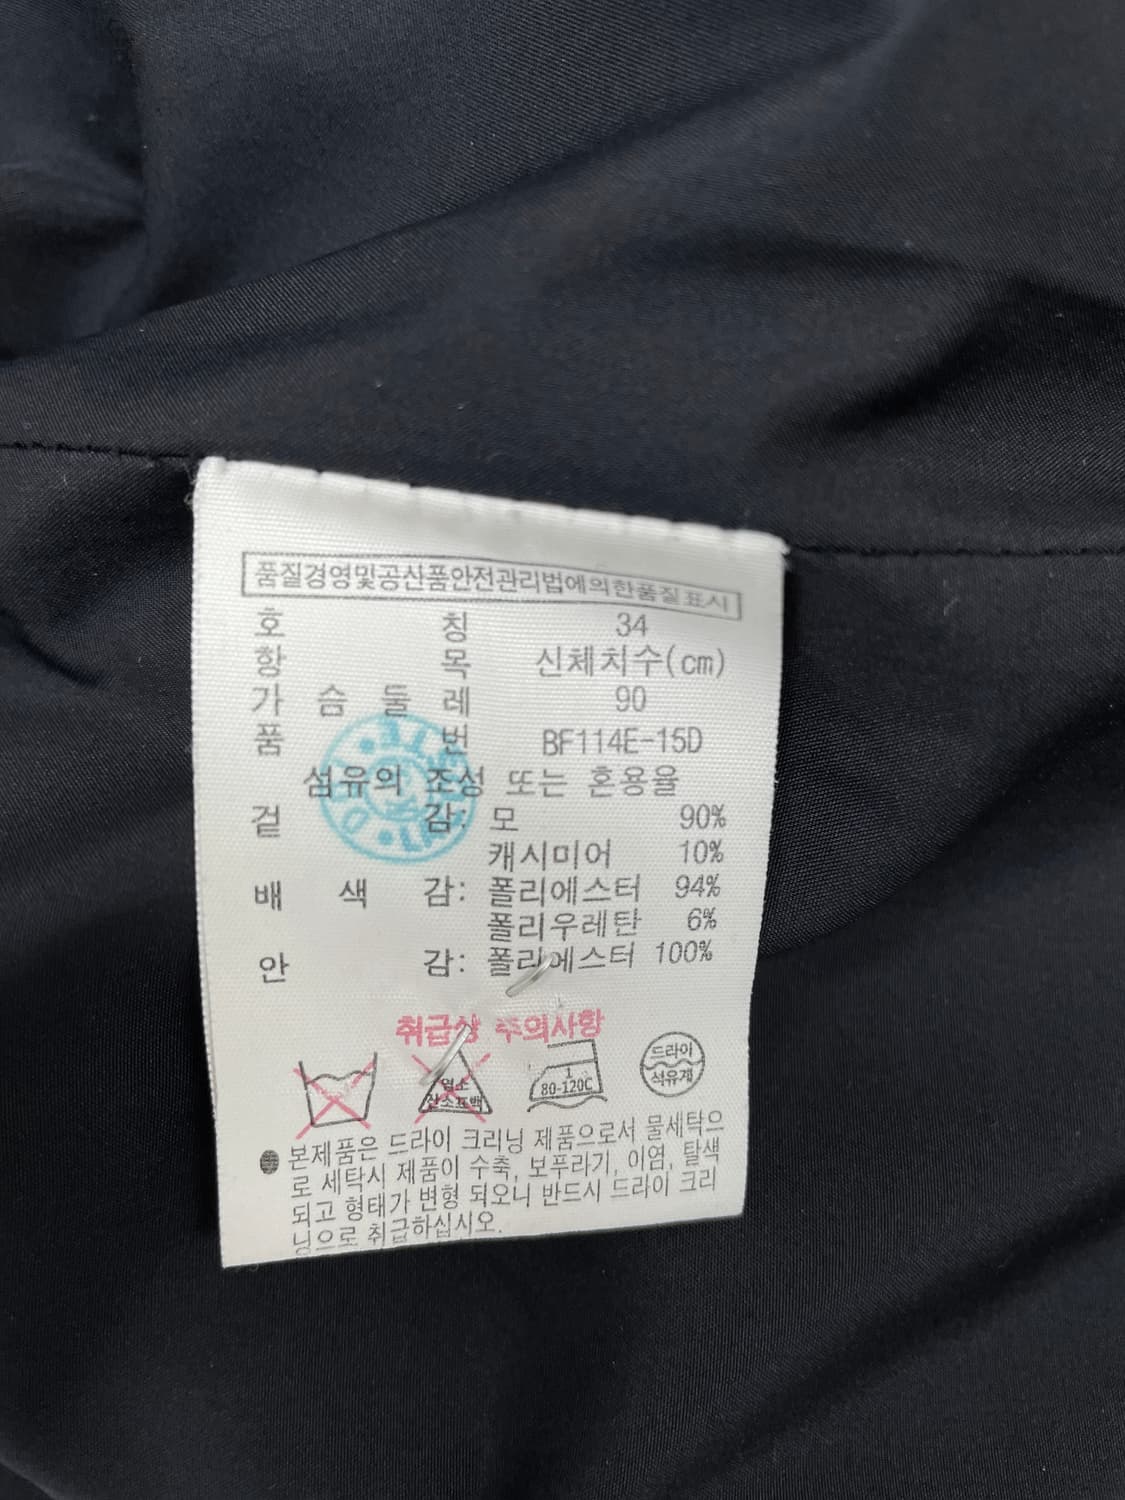 품질경영및공산품안전관리법에의한품질표시
호 칭 34
항 목 신체치수(cm)
가 슴 둘 레 90
품 번 BF114E-15D
섬유의 조성 또는 혼용율
겉 감: 모 90%
캐시미어 10%
배 색 감: 폴리에스터 94%
폴리우레탄 6%
안 감: 폴리에스터 100%
취급상 주의사항
염소
산소표백
1
80-120C
드라이
석유계
●본제품은 드라이 크리닝 제품으로서 물세탁으
로 세탁시 제품이 수축, 보푸라기, 이염, 탈색
되고 형태가 변형 되오니 반드시 드라이 크리
닝으로 취급하십시오.